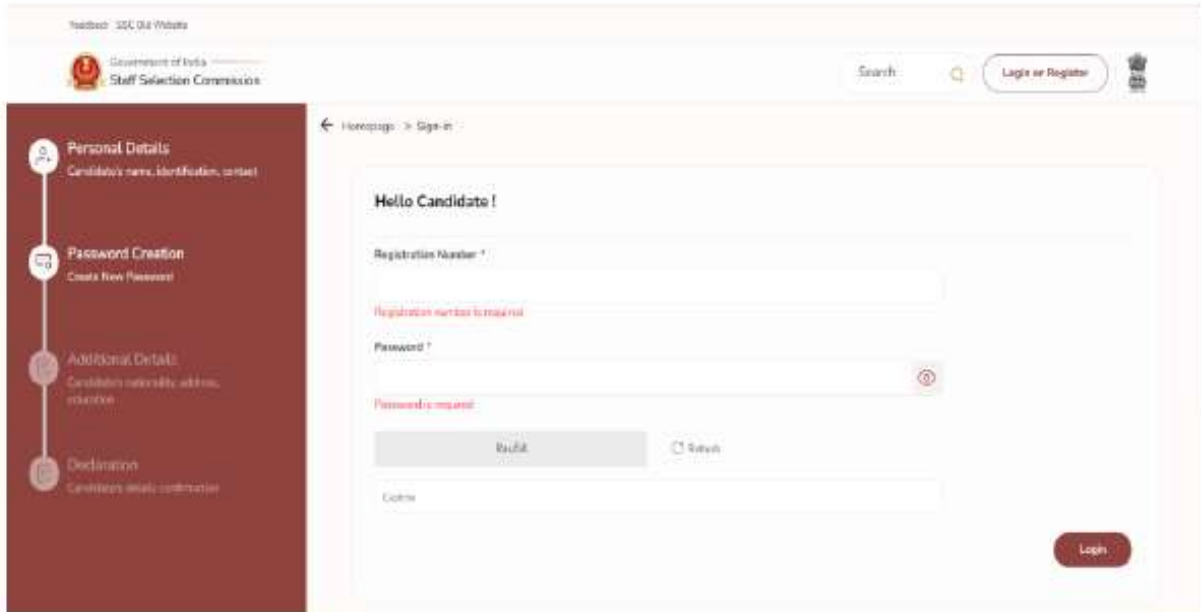 Feedback SSC Old Website
Government of India
Staff Selection Commission
Search
Login or Register
Homepage > Sign-in
Personal Details
Candidate's name, identification, contact
Hello Candidate !
Password Creation
Create New Password
Registration Number *
Registration number is required
Password *
Additional Details
Candidate's nationality, address,
education
Password is required
Refresh
Declaration
Candidate's details confirmation
Captcha
Login